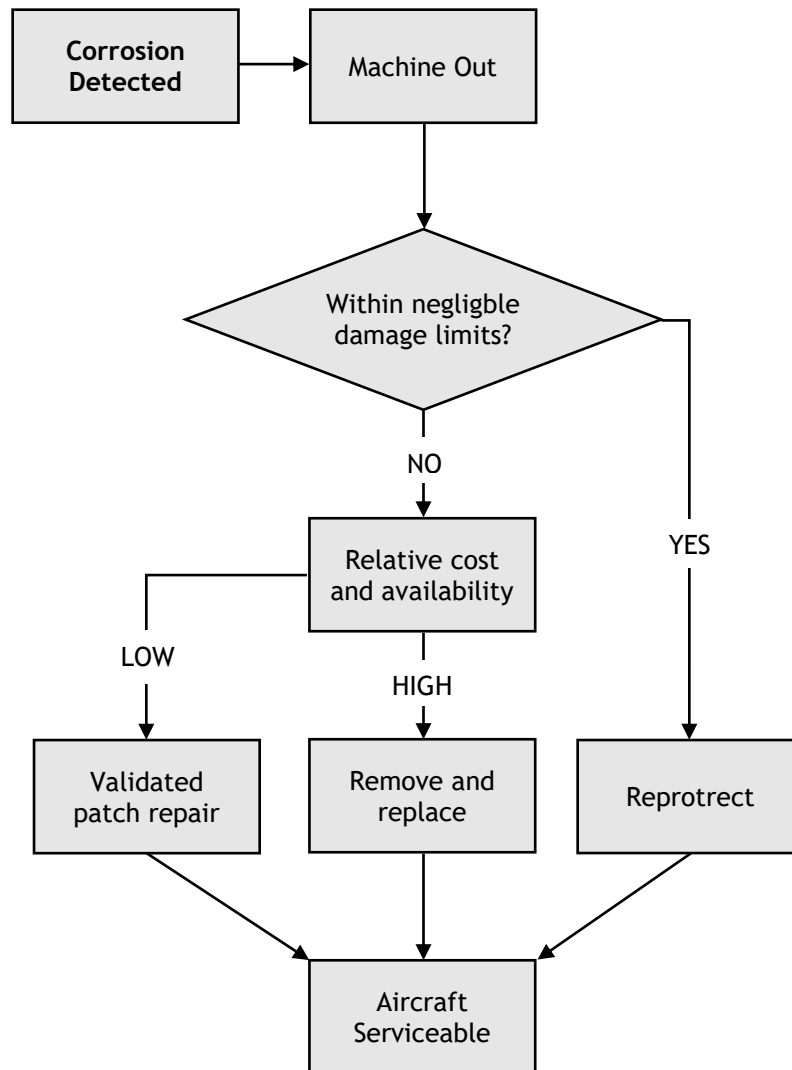 Corrosion
Detected
Machine Out
Within negligble
damage limits?
NO
YES
Relative cost
and availability
LOW
HIGH
Validated
patch repair
Remove and
replace
Reprotrect
Aircraft
Serviceable